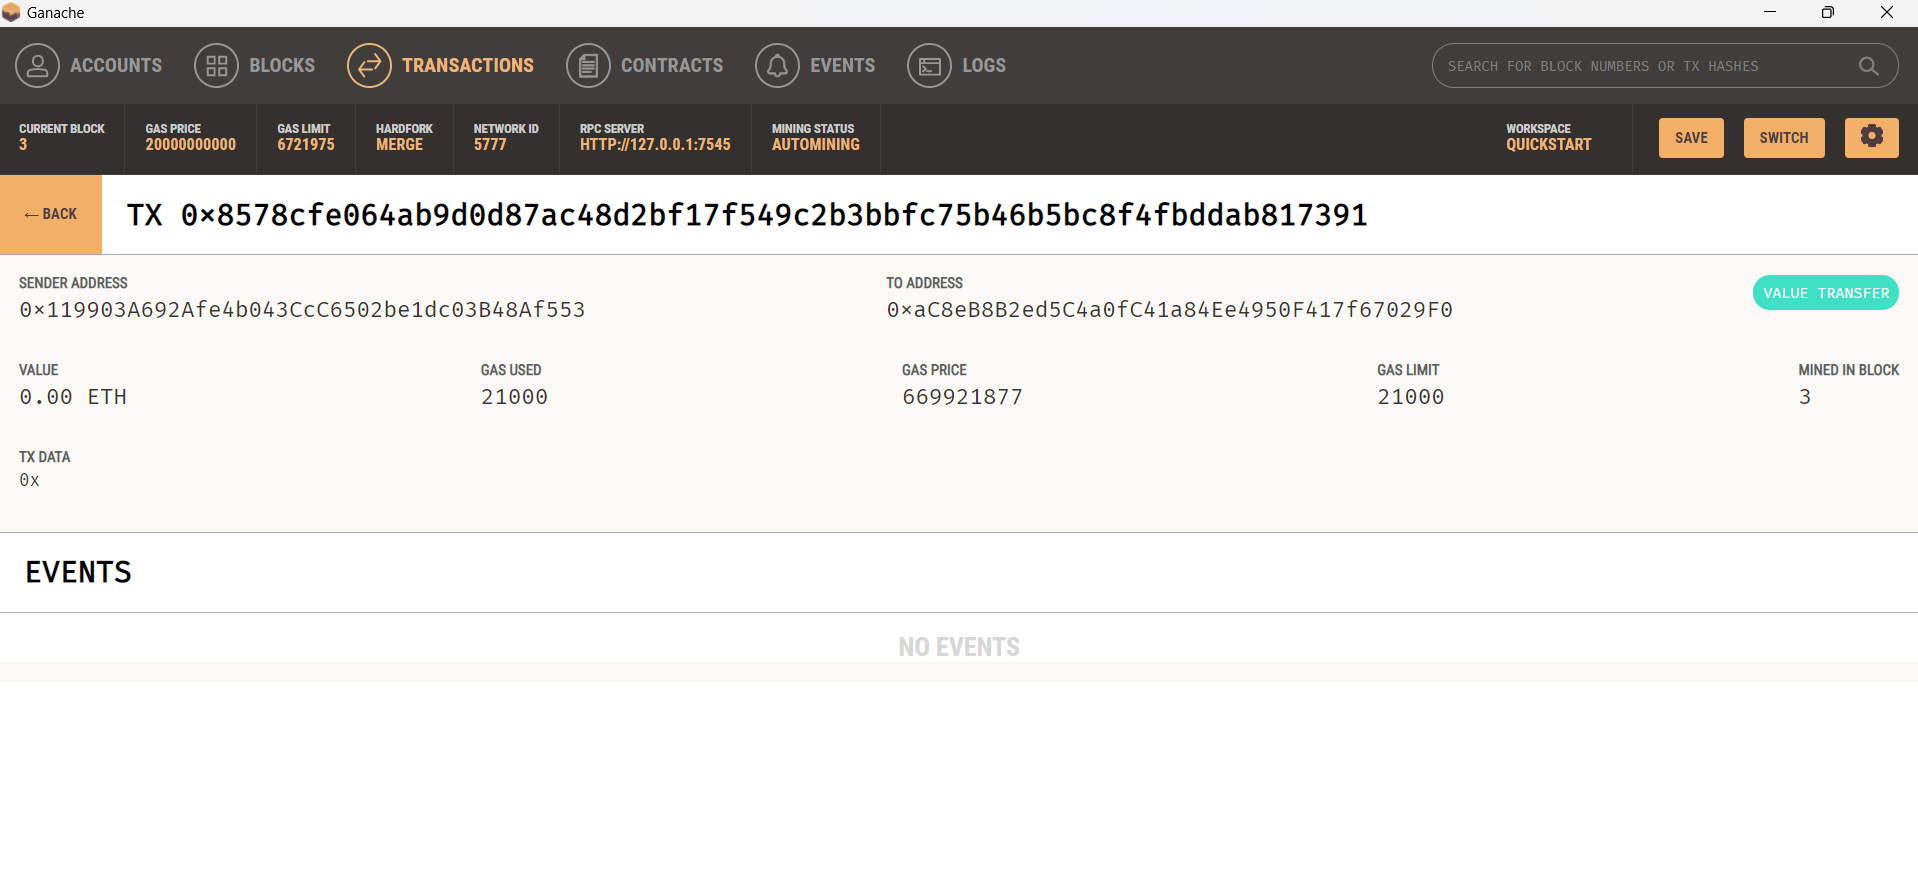 Ganache
ACCOUNTS BLOCKS TRANSACTIONS CONTRACTS EVENTS LOGS SEARCH FOR BLOCK NUMBERS OR TX HASHES
CURRENT BLOCK GAS PRICE GAS LIMIT HARDFORK NETWORK ID RPC SERVER MINING STATUS WORKSPACE
3 20000000000 6721975 MERGE 5777 HTTP://127.0.0.1:7545 AUTOMINING QUICKSTART
SAVE SWITCH
← BACK TX 0×8578cfe064ab9d0d87ac48d2bf17f549c2b3bbfc75b46b5bc8f4fbddab817391
SENDER ADDRESS TO ADDRESS
0×119903A692Afe4b043CcC6502be1dc03B48Af553 0×aC8eB8B2ed5C4a0fC41a84Ee4950F417f67029F0 VALUE TRANSFER
VALUE GAS USED GAS PRICE GAS LIMIT MINED IN BLOCK
0.00 ETH 21000 669921877 21000 3
TX DATA
0x
EVENTS
NO EVENTS